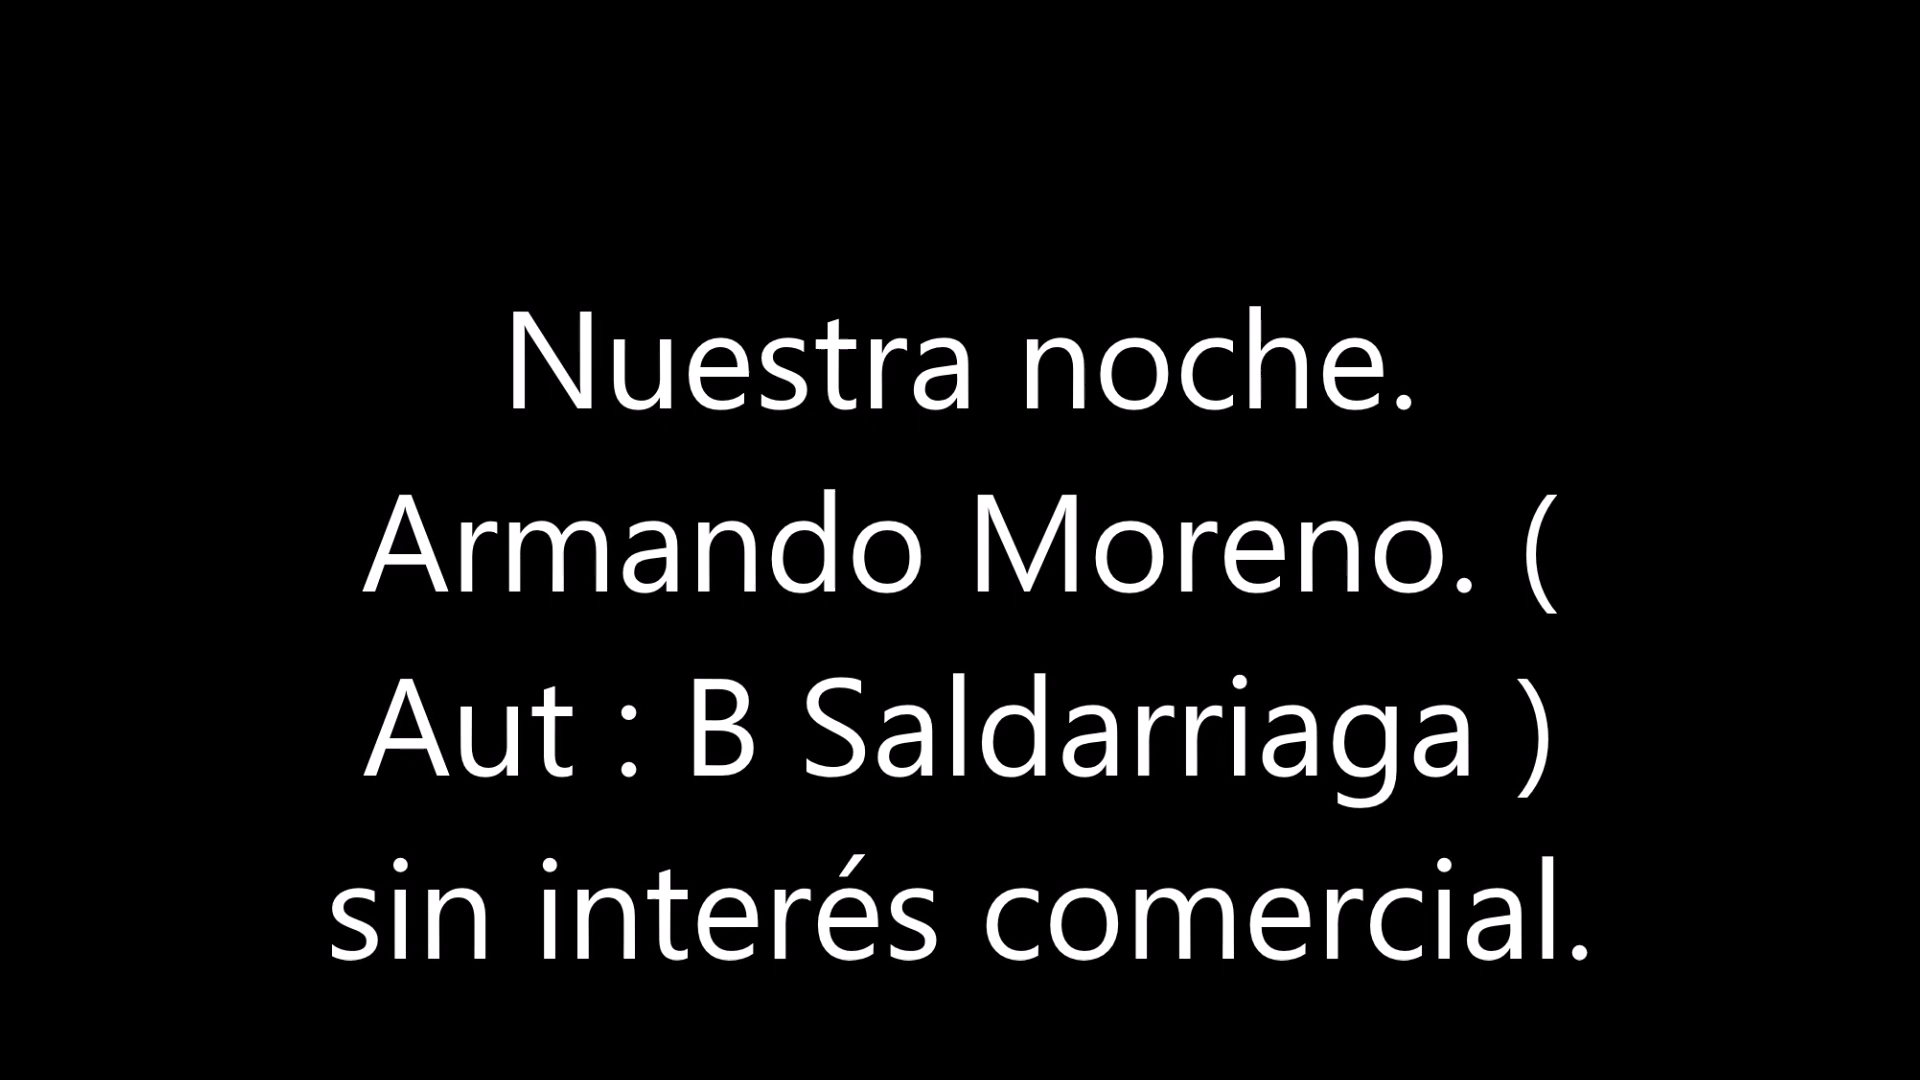 Nuestra noche.
Armando Moreno. (
Aut : B Saldarriaga )
sin interés comercial.